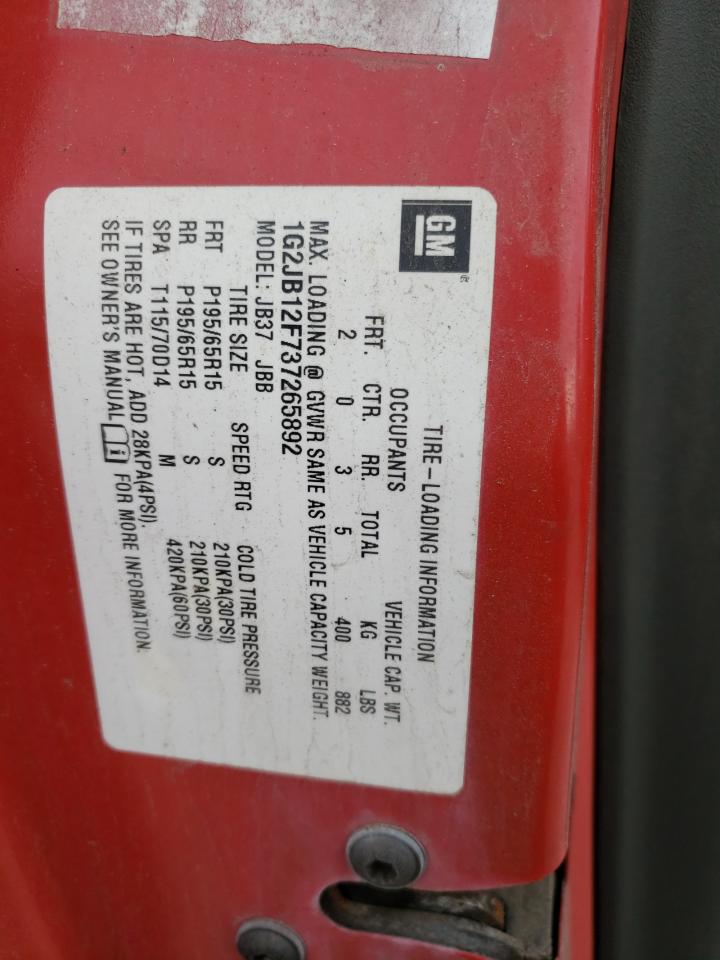 GM
TIRE-LOADING INFORMATION
OCCUPANTS VEHICLE CAP. WT.
FRT. CTR. RR. TOTAL KG LBS
2 0 3 5 400 882
MAX. LOADING @ GVWR SAME AS VEHICLE CAPACITY WEIGHT.
1G2JB12F737265892
MODEL: JB37 JBB
TIRE SIZE SPEED RTG COLD TIRE PRESSURE
FRT P195/65R15 S 210KPA(30PSI)
RR P195/65R15 S 210KPA(30PSI)
SPA T115/70D14 M 420KPA(60PSI)
IF TIRES ARE HOT, ADD 28KPA(4PSI).
SEE OWNER'S MANUAL i FOR MORE INFORMATION.